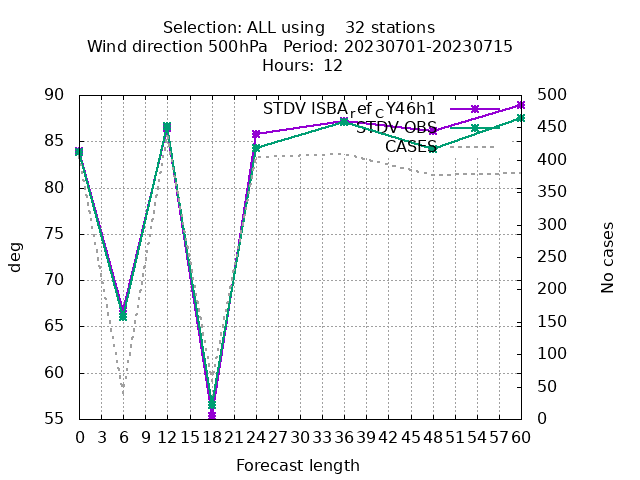 Selection: ALL using    32 stations
Wind direction 500hPa   Period: 20230701-20230715
Hours:  12
STDV ISBA_ref_CY46h1
STDV OBS
CASES
90
85
80
75
70
65
60
55
500
450
400
350
300
250
200
150
100
50
0
deg
No cases
0 3 6 9 12 15 18 21 24 27 30 33 36 39 42 45 48 51 54 57 60
Forecast length